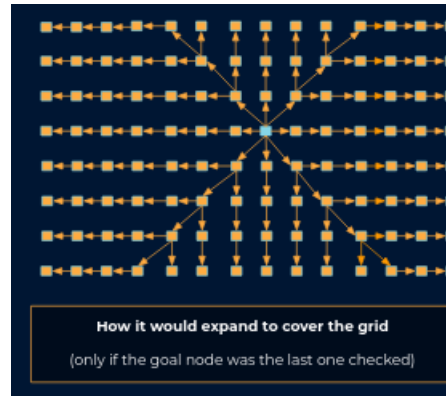 How it would expand to cover the grid
(only if the goal node was the last one checked)